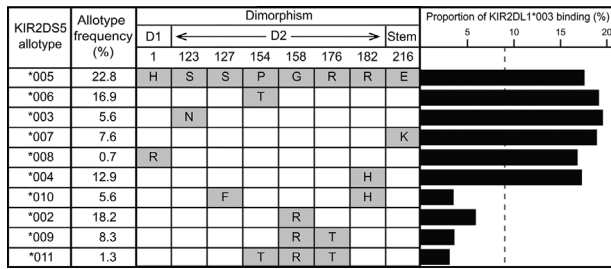 KIR2DS5 allotype
Allotype frequency (%)
Dimorphism
D1 D2 Stem
1 123 127 154 158 176 182 216
Proportion of KIR2DL1*003 binding (%)
5 10 15 20
*005 22.8 H S S P G R R E
*006 16.9 T
*003 5.6 N
*007 7.6 K
*008 0.7 R
*004 12.9 H
*010 5.6 F H
*002 18.2 R
*009 8.3 R T
*011 1.3 T R T